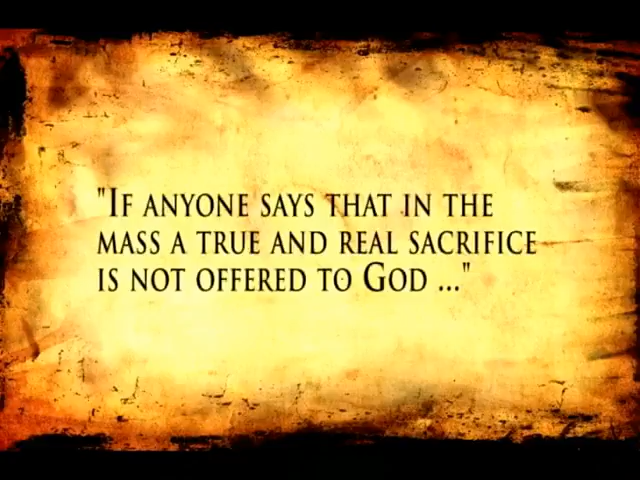 "If anyone says that in the
mass a true and real sacrifice
is not offered to God ..."